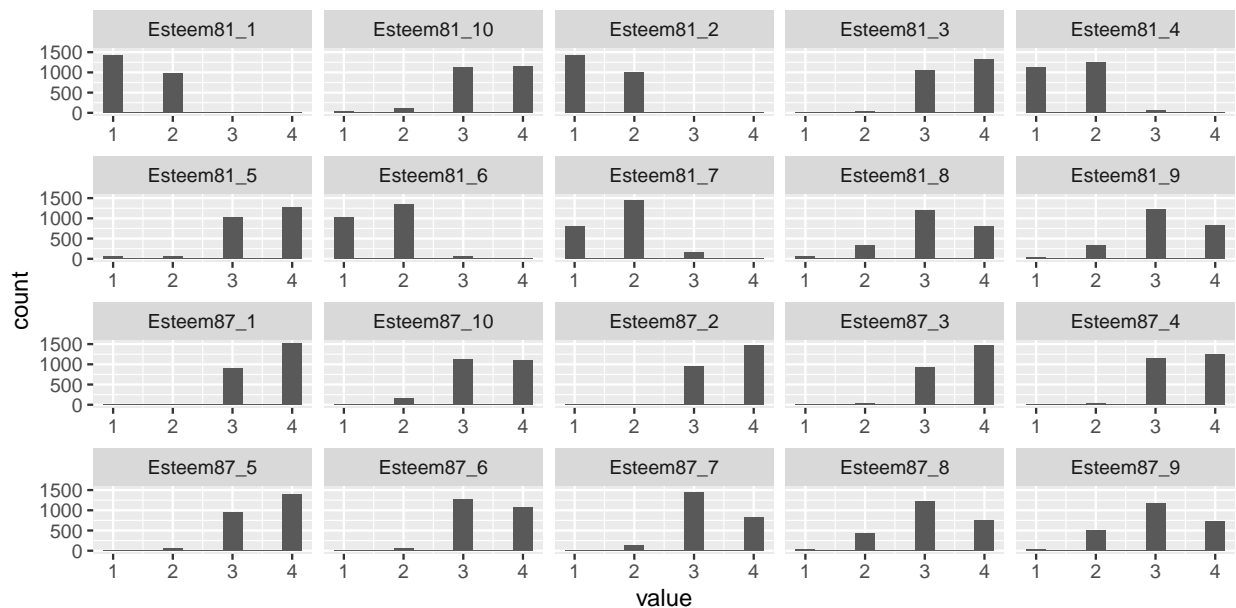 Esteem81_1 Esteem81_10 Esteem81_2 Esteem81_3 Esteem81_4
1500
1000
500
0
1 2 3 4 1 2 3 4 1 2 3 4 1 2 3 4 1 2 3 4
Esteem81_5 Esteem81_6 Esteem81_7 Esteem81_8 Esteem81_9
1500
1000
500
0
1 2 3 4 1 2 3 4 1 2 3 4 1 2 3 4 1 2 3 4
count
Esteem87_1 Esteem87_10 Esteem87_2 Esteem87_3 Esteem87_4
1500
1000
500
0
1 2 3 4 1 2 3 4 1 2 3 4 1 2 3 4 1 2 3 4
Esteem87_5 Esteem87_6 Esteem87_7 Esteem87_8 Esteem87_9
1500
1000
500
0
1 2 3 4 1 2 3 4 1 2 3 4 1 2 3 4 1 2 3 4
value